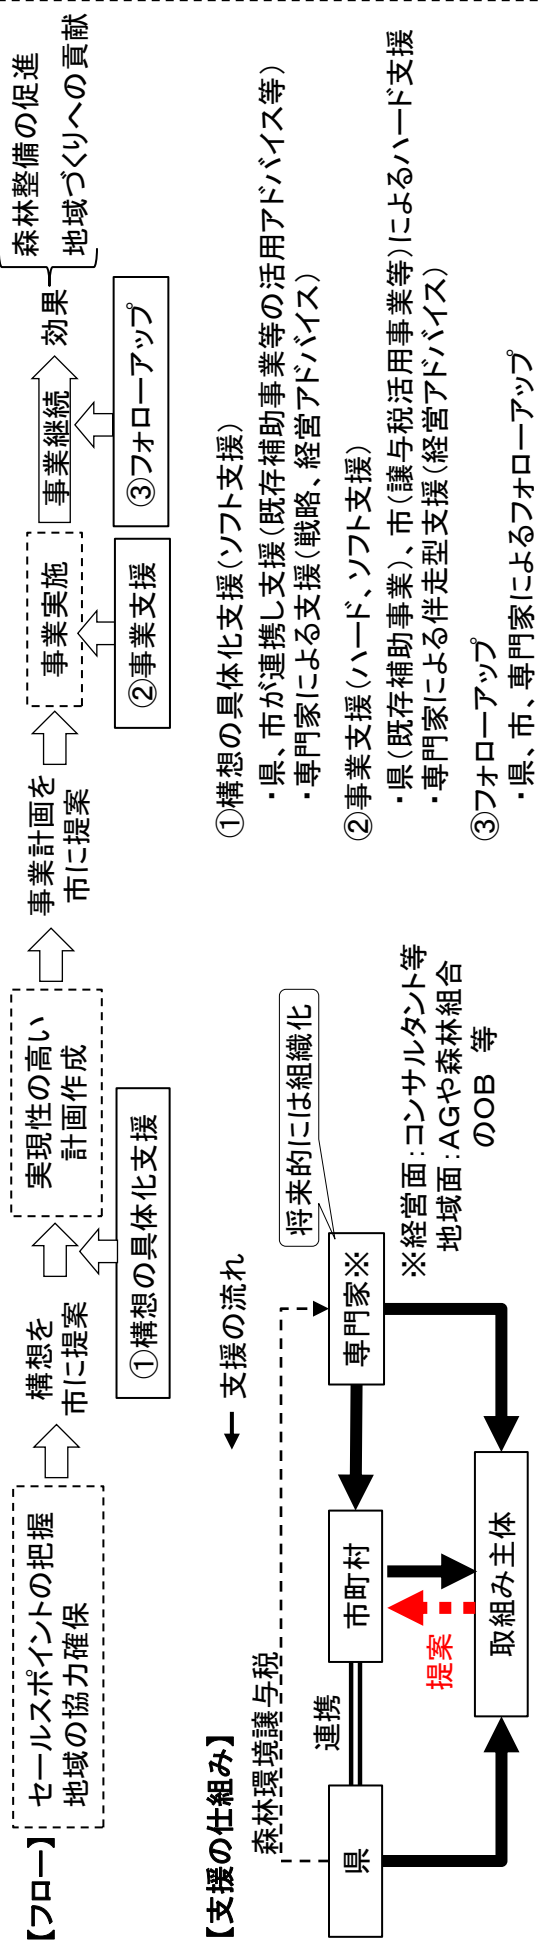 【フロー】
セールスポイントの把握
地域の協力確保
構想を
市に提案
①構想の具体化支援
実現性の高い
計画作成
事業計画を
市に提案
事業実施
②事業支援
事業継続
③フォローアップ
効果
森林整備の促進
地域づくりへの貢献
【支援の仕組み】
← 支援の流れ
森林環境譲与税
県
連携
市町村
専門家※
将来的には組織化
提案
取組み主体
※経営面：コンサルタント等
地域面：AGや森林組合
のOB 等
①構想の具体化支援（ソフト支援）
・県、市が連携し支援（既存補助事業等の活用アドバイス等）
・専門家による支援（戦略、経営アドバイス）
②事業支援（ハード、ソフト支援）
・県（既存補助事業）、市（譲与税活用事業等）によるハード支援
・専門家による伴走型支援（経営アドバイス）
③フォローアップ
・県、市、専門家によるフォローアップ